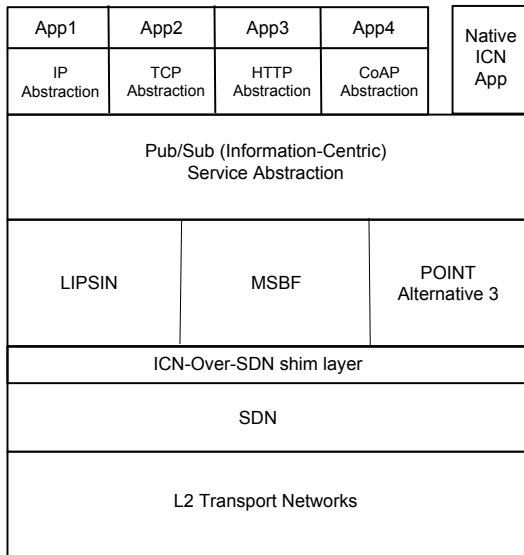 App1
App2
App3
App4
Native
ICN
App
IP
Abstraction
TCP
Abstraction
HTTP
Abstraction
CoAP
Abstraction
Pub/Sub (Information-Centric)
Service Abstraction
LIPSIN
MSBF
POINT
Alternative 3
ICN-Over-SDN shim layer
SDN
L2 Transport Networks